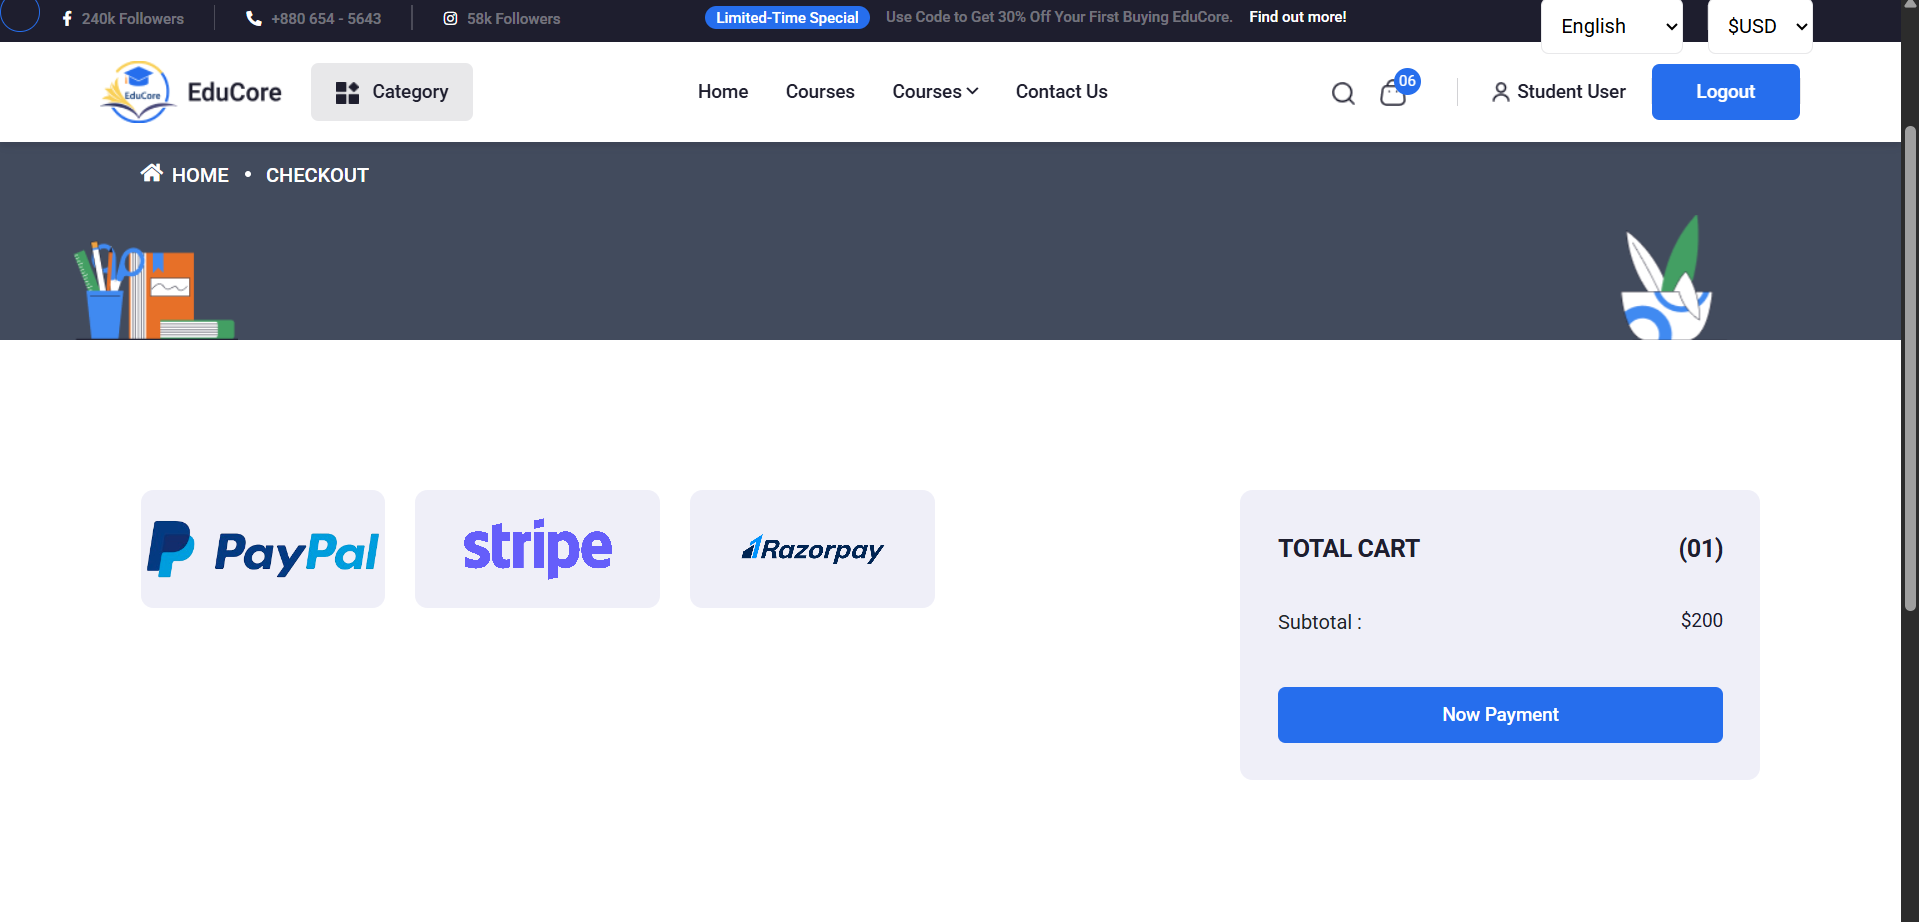 240k Followers
+880 654 - 5643
58k Followers
Limited-Time Special
Use Code to Get 30% Off Your First Buying EduCore.
Find out more!
English
$USD
EduCore
EduCore
Category
Home
Courses
Courses
Contact Us
06
Student User
Logout
HOME • CHECKOUT
PayPal
stripe
Razorpay
TOTAL CART (01)
Subtotal : $200
Now Payment